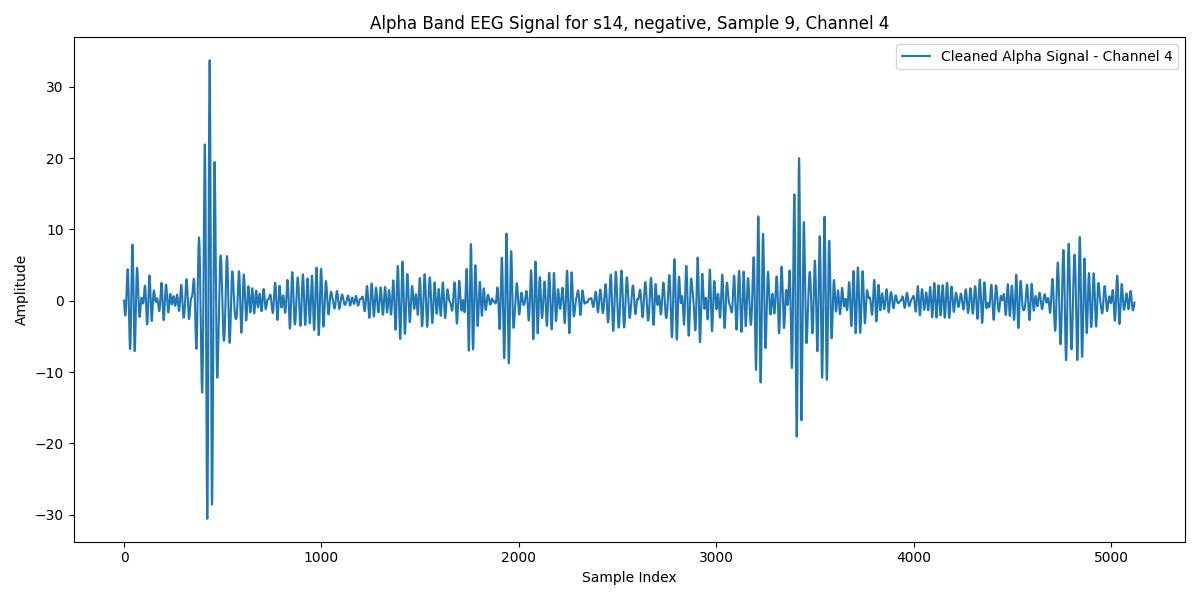 Alpha Band EEG Signal for s14, negative, Sample 9, Channel 4
Cleaned Alpha Signal - Channel 4
Amplitude
30
20
10
0
−10
−20
−30
0 1000 2000 3000 4000 5000
Sample Index